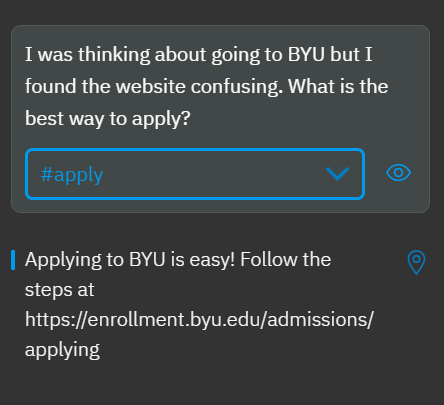 I was thinking about going to BYU but I
found the website confusing. What is the
best way to apply?
#apply
Applying to BYU is easy! Follow the
steps at
https://enrollment.byu.edu/admissions/
applying